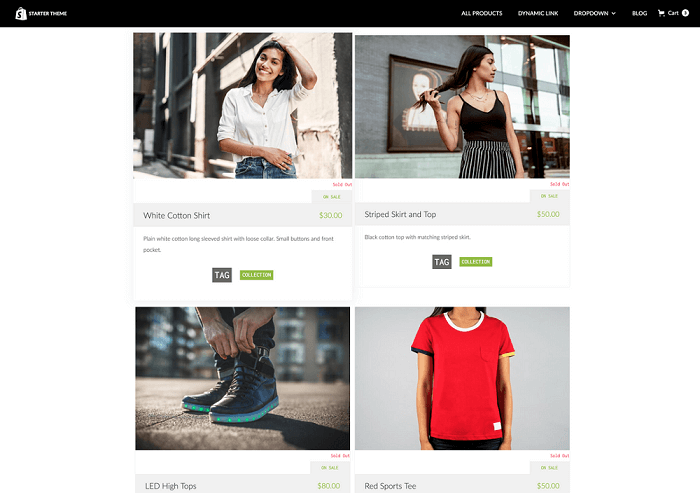 STARTER THEME
ALL PRODUCTS DYNAMIC LINK DROPDOWN BLOG Cart
Sold Out
ON SALE
White Cotton Shirt $30.00
Plain white cotton long sleeved shirt with loose collar. Small buttons and front
pocket.
TAG COLLECTION
Sold Out
ON SALE
Striped Skirt and Top $50.00
Black cotton top with matching striped skirt.
TAG COLLECTION
Sold Out
ON SALE
LED High Tops $80.00
Sold Out
ON SALE
Red Sports Tee $50.00